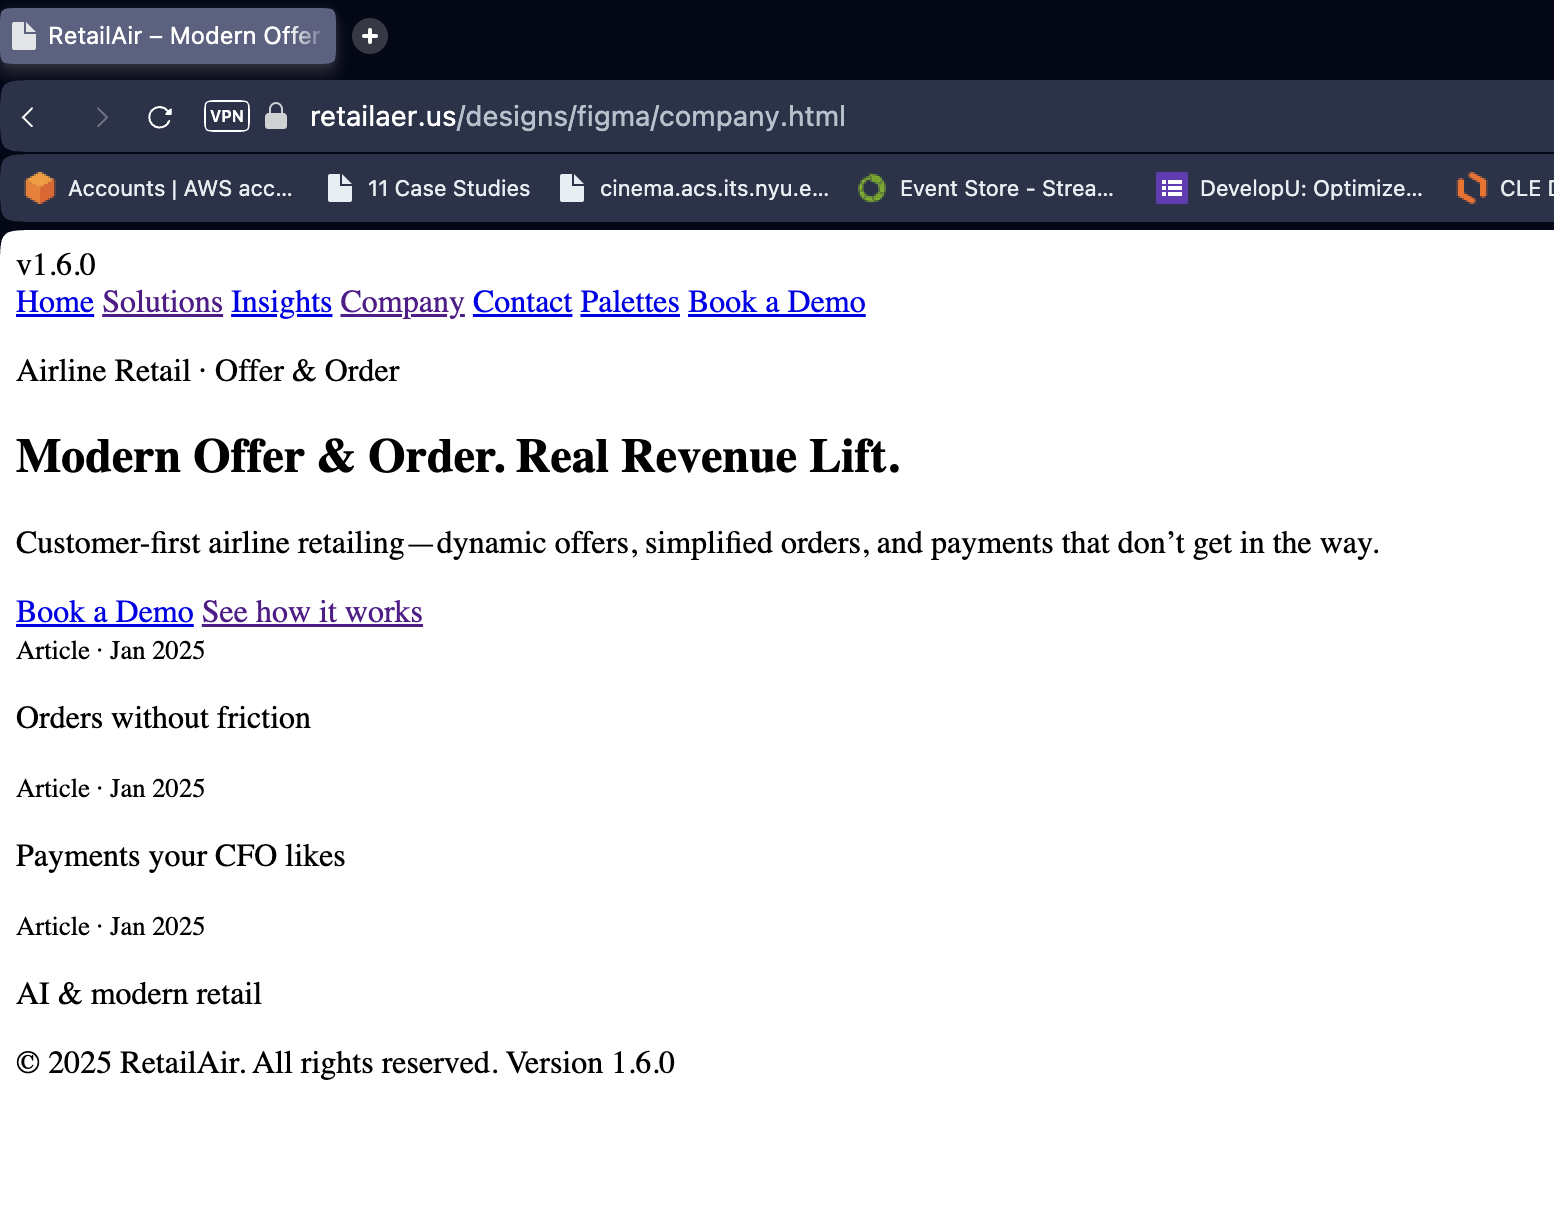 RetailAir – Modern Offer
VPN
retailaer.us/designs/figma/company.html
Accounts | AWS acc...
11 Case Studies
cinema.acs.its.nyu.e...
Event Store - Strea...
DevelopU: Optimize...
CLE
v1.6.0
Home Solutions Insights Company Contact Palettes Book a Demo
Airline Retail · Offer & Order
Modern Offer & Order. Real Revenue Lift.
Customer-first airline retailing—dynamic offers, simplified orders, and payments that don’t get in the way.
Book a Demo See how it works
Article · Jan 2025
Orders without friction
Article · Jan 2025
Payments your CFO likes
Article · Jan 2025
AI & modern retail
© 2025 RetailAir. All rights reserved. Version 1.6.0